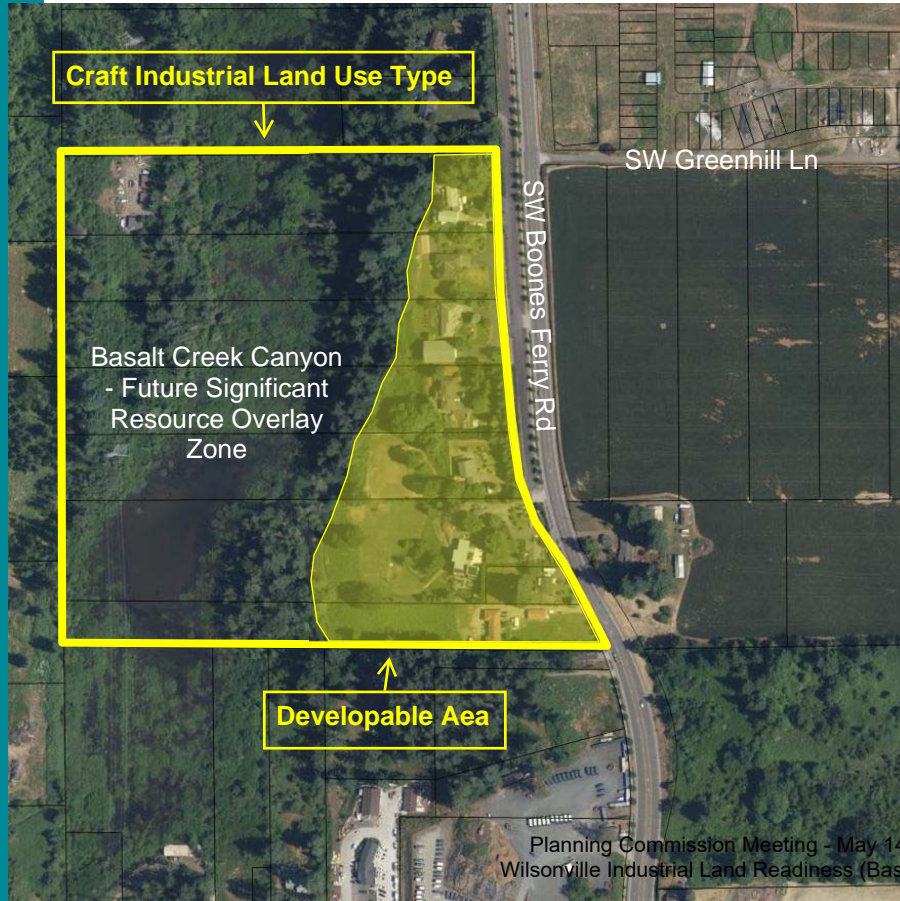 Craft Industrial Land Use Type
SW Greenhill Ln
SW Boones Ferry Rd
Basalt Creek Canyon
- Future Significant
Resource Overlay
Zone
Developable Aea
Planning Commission Meeting - May 14
Wilsonville Industrial Land Readiness (Bas